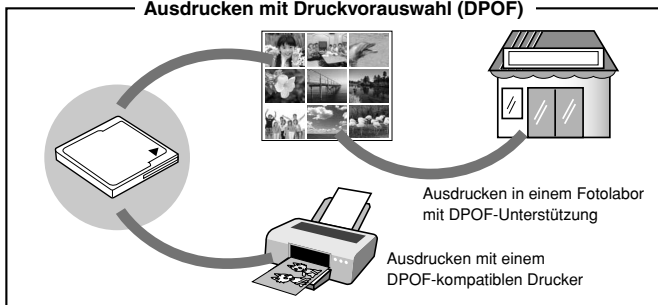 Ausdrucken mit Druckvorauswahl (DPOF)
Ausdrucken in einem Fotolabor
mit DPOF-Unterstützung
Ausdrucken mit einem
DPOF-kompatiblen Drucker